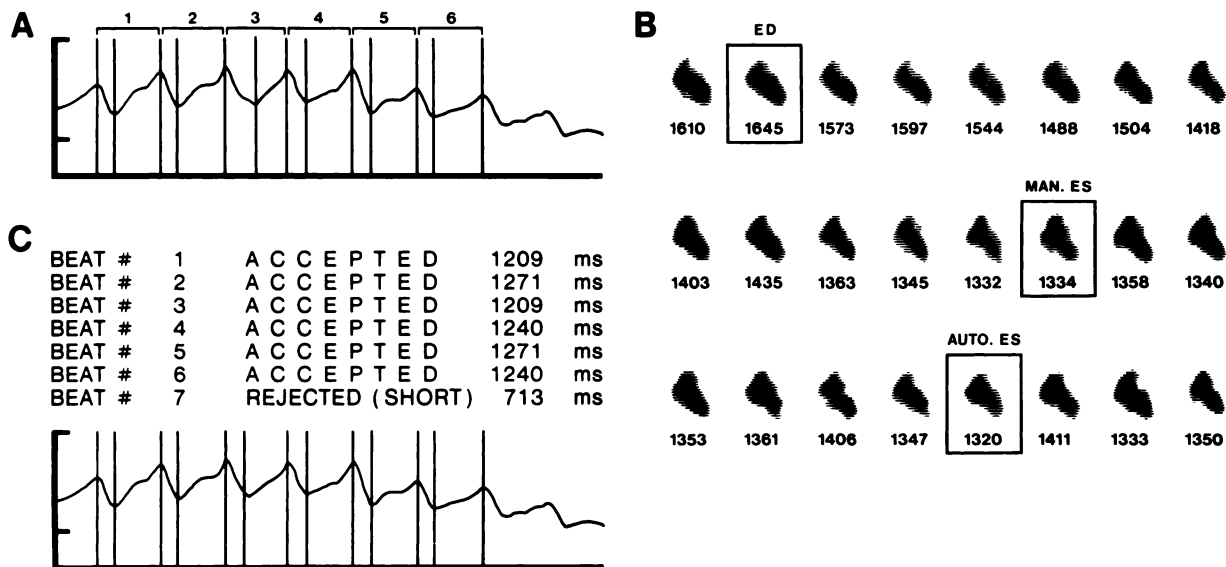 A
1 2 3 4 5 6
B
ED
1610 1645 1573 1597 1544 1488 1504 1418
MAN. ES
1403 1435 1363 1345 1332 1334 1358 1340
AUTO. ES
1353 1361 1406 1347 1320 1411 1333 1350
C
BEAT # 1 ACCEPTED 1209 ms
BEAT # 2 ACCEPTED 1271 ms
BEAT # 3 ACCEPTED 1209 ms
BEAT # 4 ACCEPTED 1240 ms
BEAT # 5 ACCEPTED 1271 ms
BEAT # 6 ACCEPTED 1240 ms
BEAT # 7 REJECTED (SHORT) 713 ms